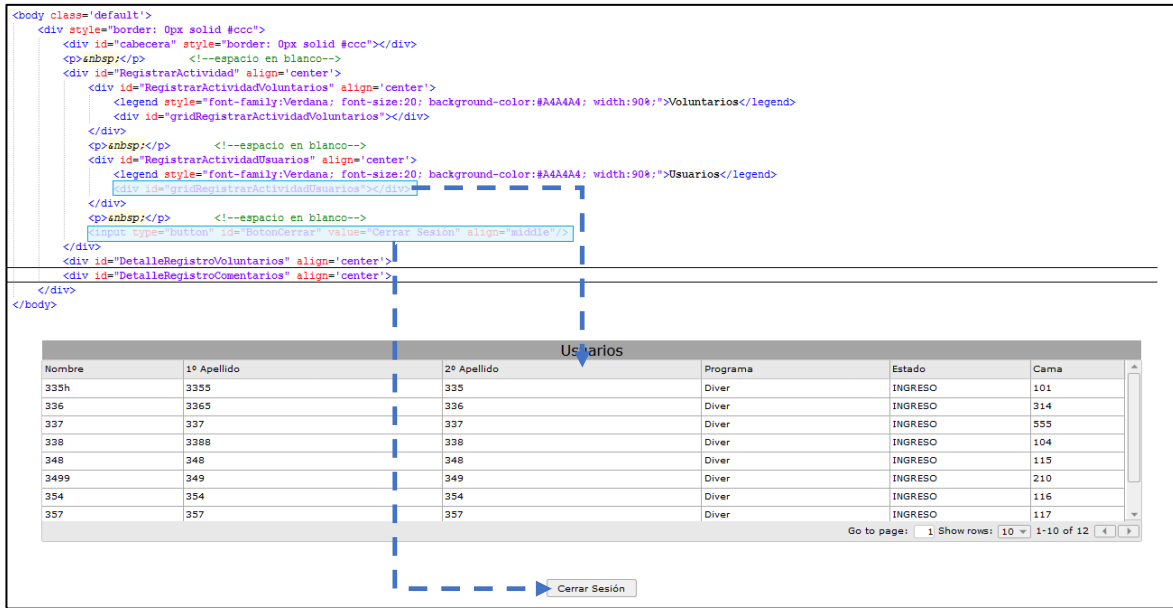 <body class='default'>
<div style="border: 0px solid #ccc">
<div id="cabecera" style="border: 0px solid #ccc"></div>
<p>&nbsp;</p> <!--espacio en blanco-->
<div id="RegistrarActividad" align='center'>
<div id="RegistrarActividadVoluntarios" align='center'>
<legend style="font-family:Verdana; font-size:20; background-color:#A4A4A4; width:90%;">Voluntarios</legend>
<div id="gridRegistrarActividadVoluntarios"></div>
</div>
<p>&nbsp;</p> <!--espacio en blanco-->
<div id="RegistrarActividadUsuarios" align='center'>
<legend style="font-family:Verdana; font-size:20; background-color:#A4A4A4; width:90%;">Usuarios</legend>
<div id="gridRegistrarActividadUsuarios"></div>
</div>
<p>&nbsp;</p> <!--espacio en blanco-->
<input type="button" id="BotonCerrar" value="Cerrar Sesión" align="middle"/>
</div>
<div id="DetalleRegistroVoluntarios" align='center'>
<div id="DetalleRegistroComentarios" align='center'>
</div>
</body>
Usuarios
Nombre 1º Apellido 2º Apellido Programa Estado Cama
335h 3355 335 Diver INGRESO 101
336 3365 336 Diver INGRESO 314
337 337 337 Diver INGRESO 555
338 3388 338 Diver INGRESO 104
348 348 348 Diver INGRESO 115
3499 349 349 Diver INGRESO 210
354 354 354 Diver INGRESO 116
357 357 357 Diver INGRESO 117
Go to page: 1 Show rows: 10 1-10 of 12
Cerrar Sesión